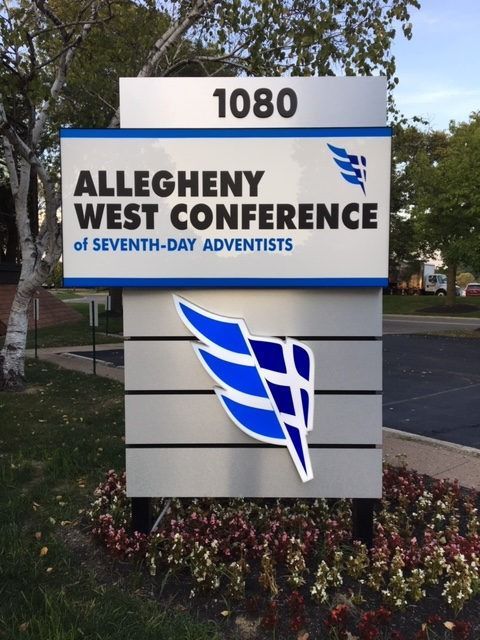 1080
ALLEGHENY
WEST CONFERENCE
of SEVENTH-DAY ADVENTISTS